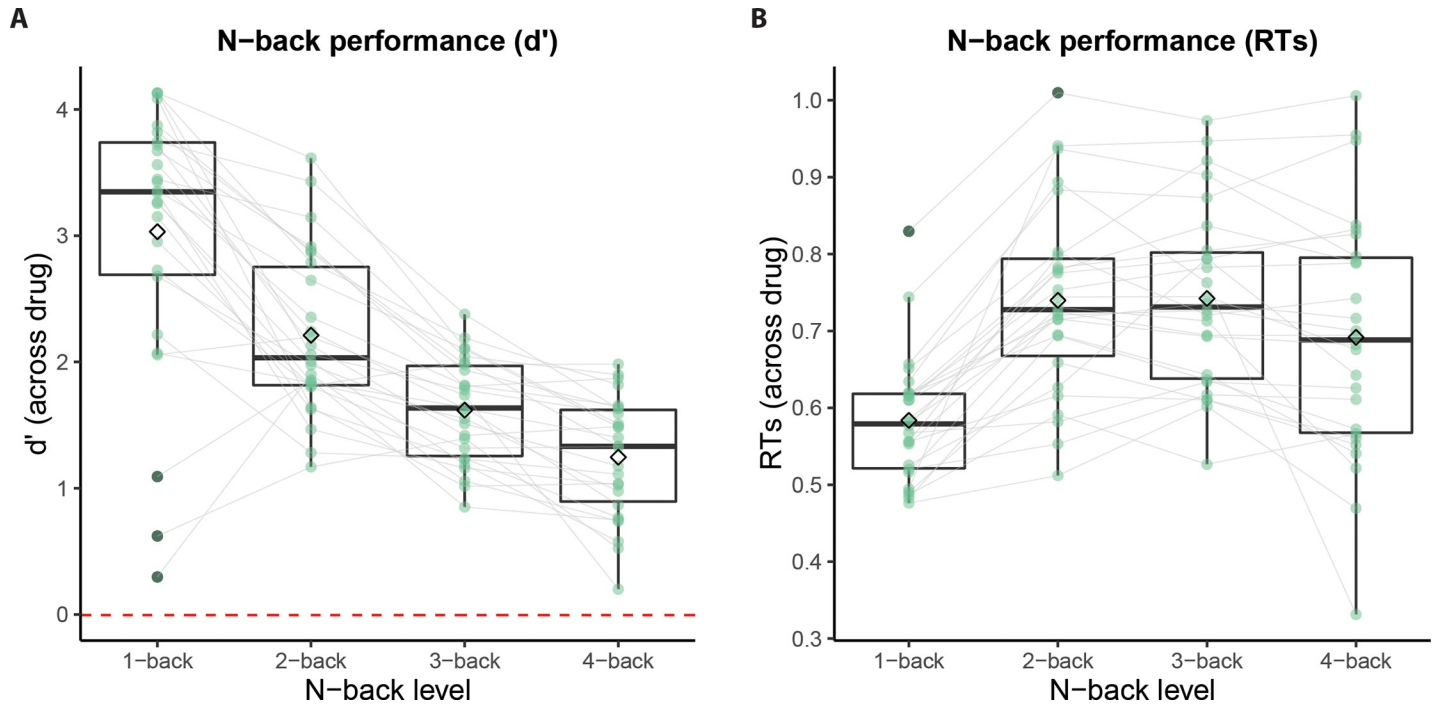 A
N−back performance (d')
d' (across drug)
4
3
2
1
0
1−back
2−back
3−back
4−back
N−back level
B
N−back performance (RTs)
RTs (across drug)
1.0
0.9
0.8
0.7
0.6
0.5
0.4
0.3
1−back
2−back
3−back
4−back
N−back level